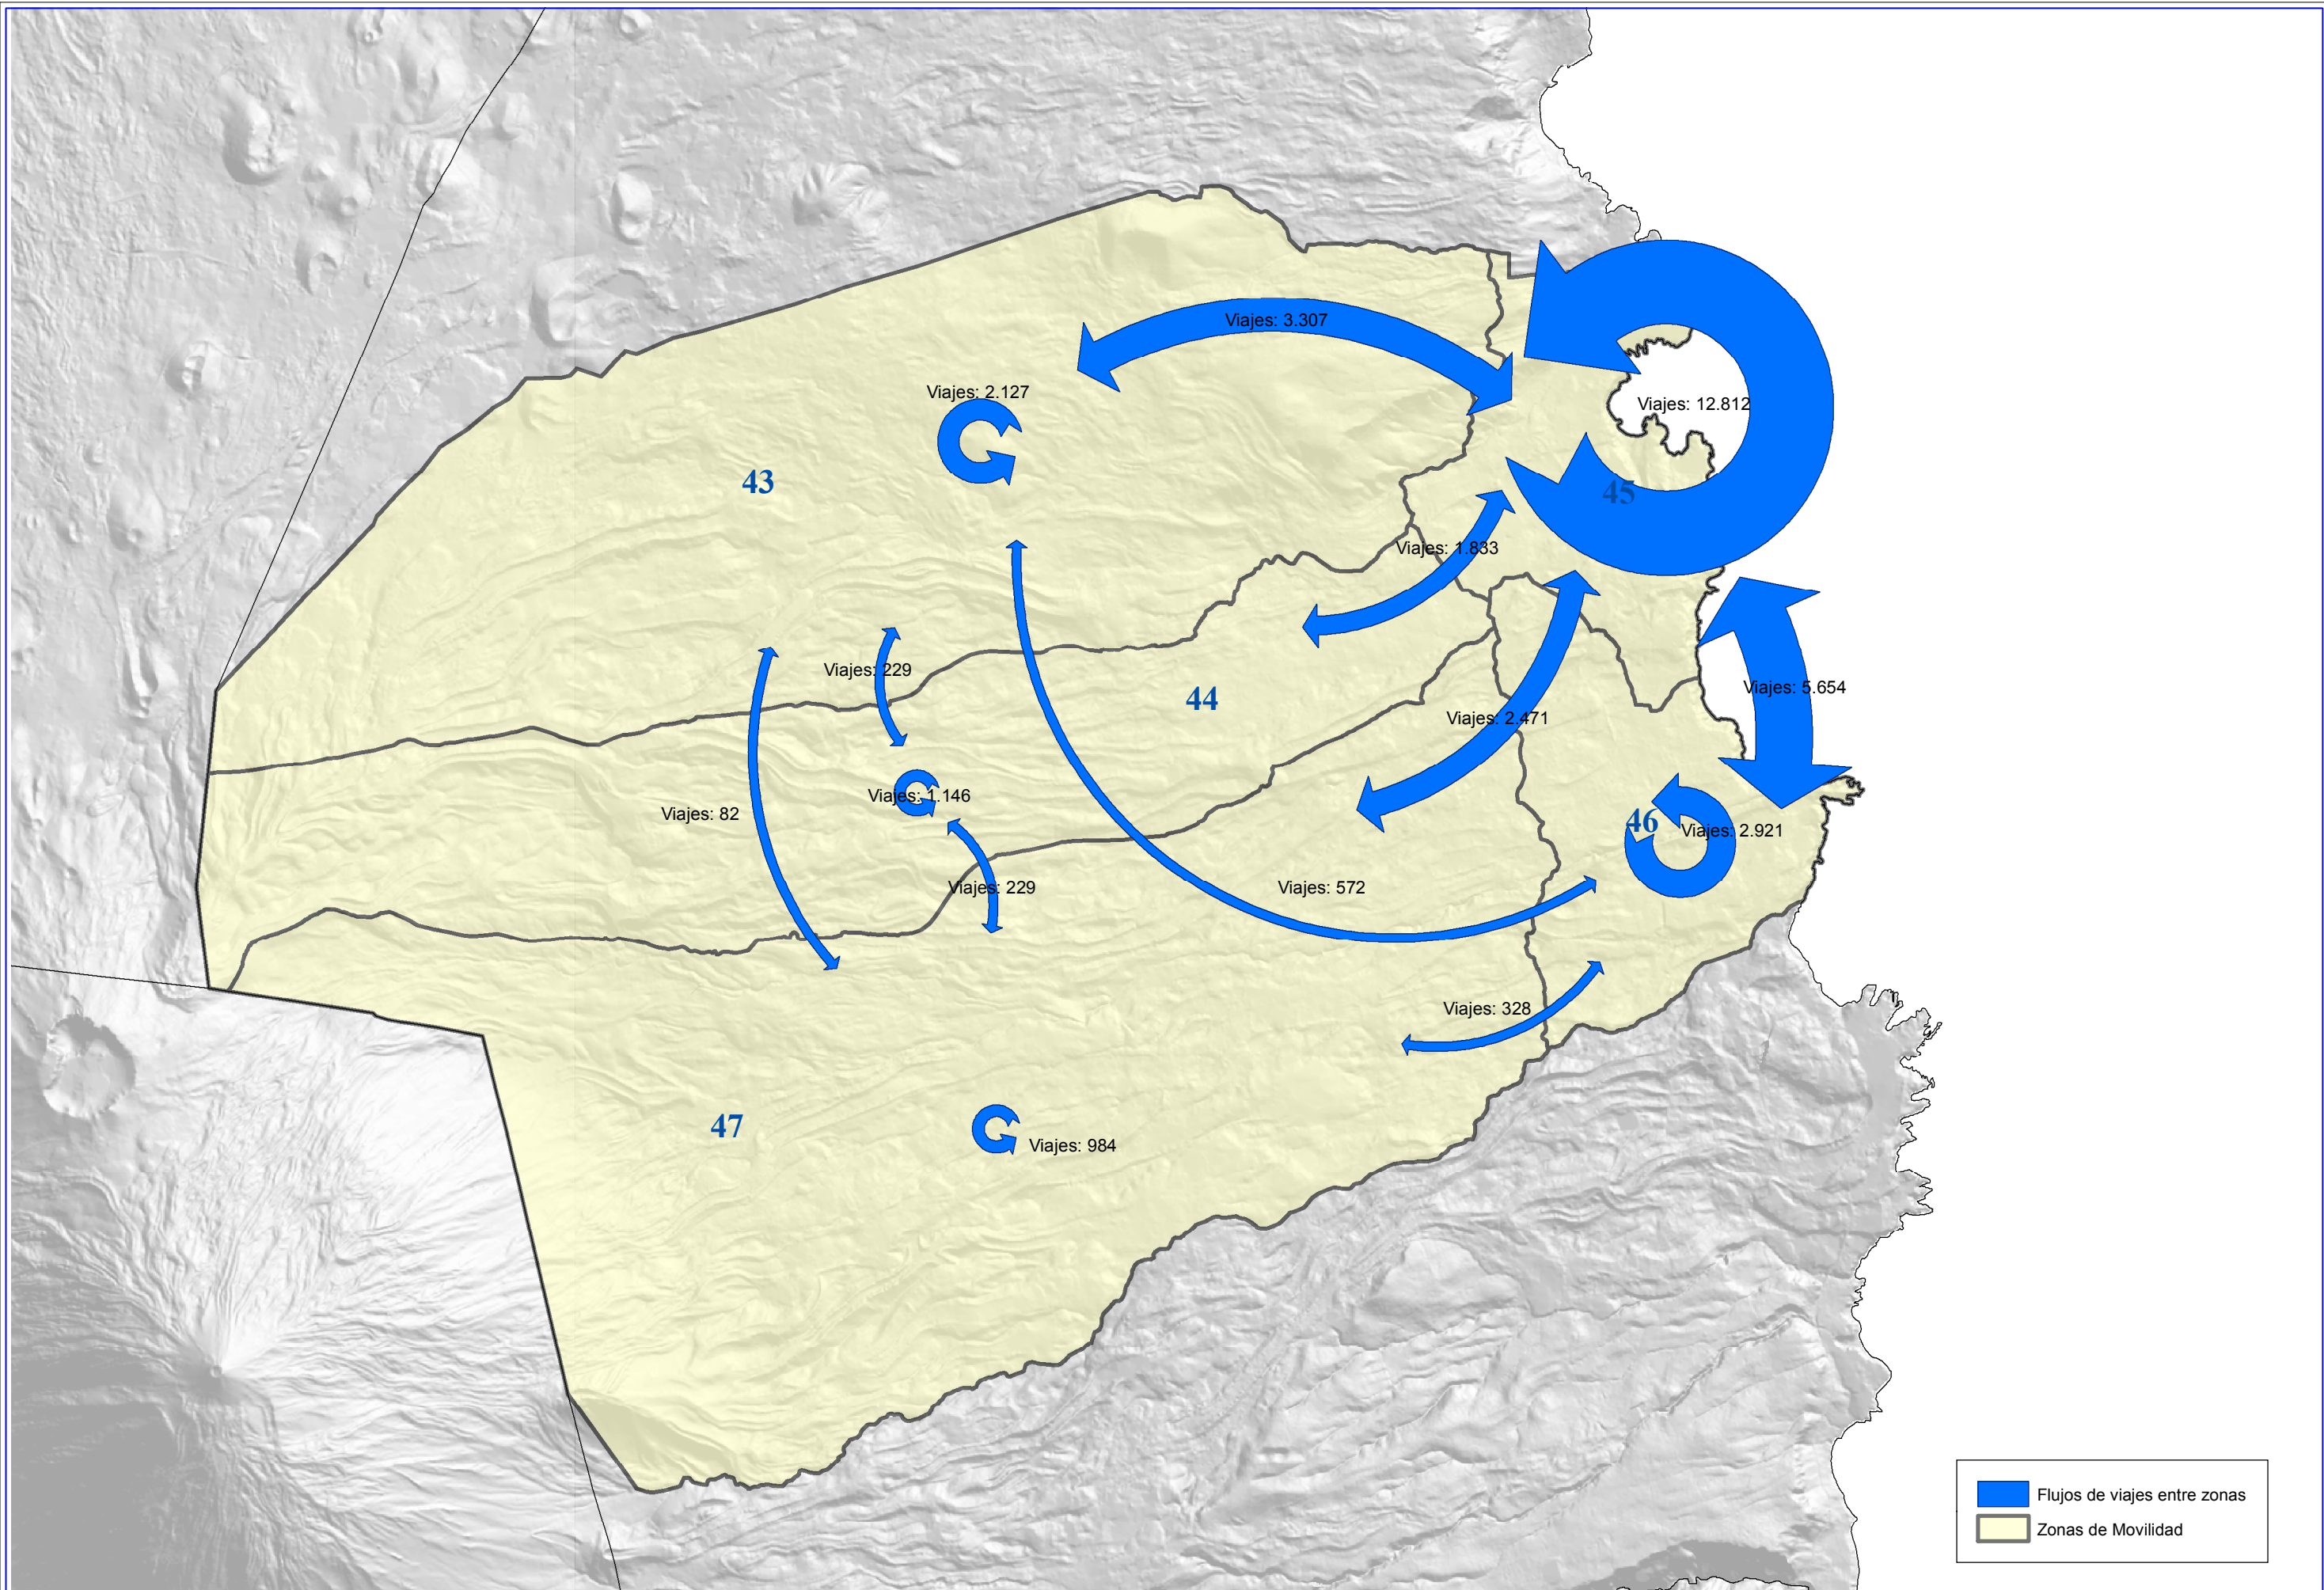 Viajes: 3.307
Viajes: 2.127
Viajes: 12.812
43
45
Viajes: 1.833
Viajes: 229
44
Viajes: 5.654
Viajes: 2.471
Viajes: 1.146
Viajes: 82
46
Viajes: 2.921
Viajes: 229
Viajes: 572
Viajes: 328
47
Viajes: 984
Flujos de viajes entre zonas
Zonas de Movilidad